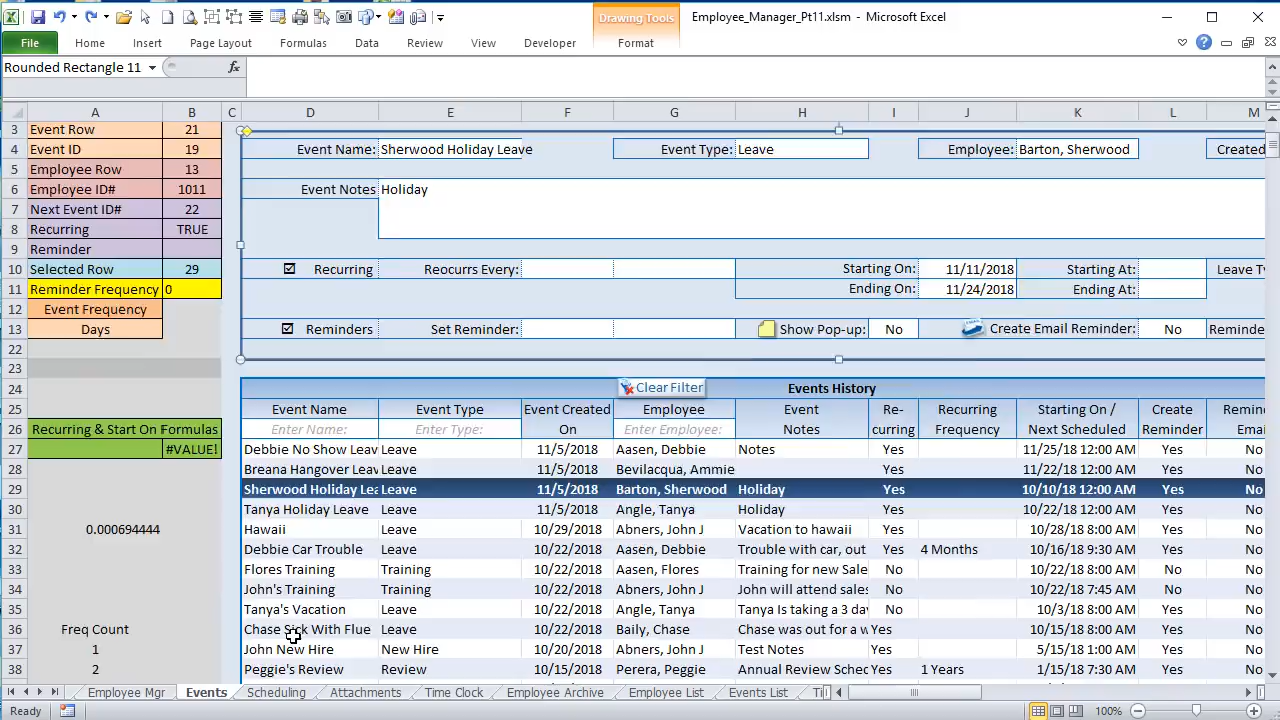 Drawing Tools
Employee_Manager_Pt11.xlsm - Microsoft Excel
File Home Insert Page Layout Formulas Data Review View Developer Format
Rounded Rectangle 11 fx
A B C D E F G H I J K L M
3 Event Row 21
4 Event ID 19 Event Name: Sherwood Holiday Leave Event Type: Leave Employee: Barton, Sherwood Created
5 Employee Row 13
6 Employee ID# 1011 Event Notes Holiday
7 Next Event ID# 22
8 Recurring TRUE
9 Reminder
10 Selected Row 29 Recurring Reocurrs Every: Starting On: 11/11/2018 Starting At: Leave Ty
11 Reminder Frequency 0 Ending On: 11/24/2018 Ending At:
12 Event Frequency
13 Days Reminders Set Reminder: Show Pop-up: No Create Email Reminder: No Reminde
22
23
24 Clear Filter Events History
25 Event Name Event Type Event Created Employee Event Re- Recurring Starting On / Create Remin
26 Recurring & Start On Formulas Enter Name: Enter Type: On Enter Employee: Notes curring Frequency Next Scheduled Reminder Ema
27 #VALUE! Debbie No Show Leav Leave 11/5/2018 Aasen, Debbie Notes Yes 11/25/18 12:00 AM Yes No
28 Breana Hangover Leav Leave 11/5/2018 Bevilacqua, Ammie Yes 11/22/18 12:00 AM Yes No
29 Sherwood Holiday Lea Leave 11/5/2018 Barton, Sherwood Holiday Yes 10/10/18 12:00 AM Yes No
30 Tanya Holiday Leave Leave 11/5/2018 Angle, Tanya Holiday Yes 10/22/18 12:00 AM Yes No
31 0.000694444 Hawaii Leave 10/29/2018 Abners, John J Vacation to hawaii Yes 10/28/18 8:00 AM Yes No
32 Debbie Car Trouble Leave 10/22/2018 Aasen, Debbie Trouble with car, out Yes 4 Months 10/16/18 9:30 AM Yes No
33 Flores Training Training 10/22/2018 Aasen, Flores Training for new Sale No 10/22/18 8:00 AM No No
34 John's Training Training 10/22/2018 Abners, John J John will attend sales No 10/22/18 7:45 AM No No
35 Tanya's Vacation Leave 10/22/2018 Angle, Tanya Tanya Is taking a 3 da No 10/3/18 8:00 AM Yes No
36 Freq Count Chase Sick With Flue Leave 10/22/2018 Baily, Chase Chase was out for a w Yes 10/15/18 8:00 AM Yes No
37 1 John New Hire New Hire 10/20/2018 Abners, John J Test Notes Yes 5/15/18 1:00 AM Yes No
38 2 Peggie's Review Review 10/15/2018 Perera, Peggie Annual Review Sched Yes 1 Years 1/15/18 7:30 AM Yes No
Employee Mgr Events Scheduling Attachments Time Clock Employee Archive Employee List Events List
Ready 100%